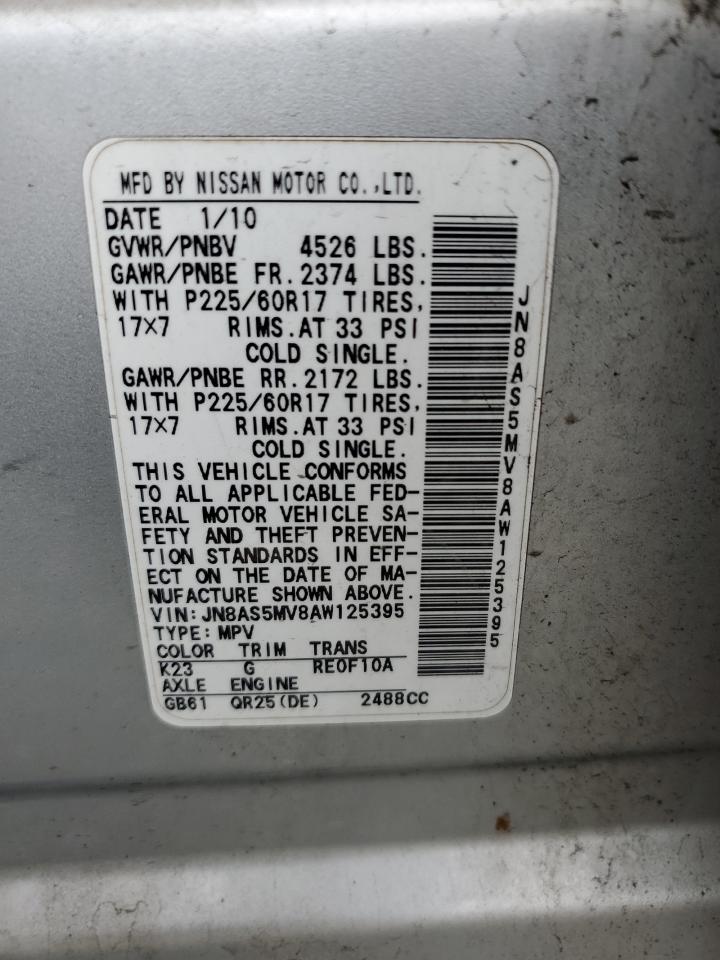 MFD BY NISSAN MOTOR CO.,LTD.
DATE 1/10
GVWR/PNBV 4526 LBS.
GAWR/PNBE FR.2374 LBS.
WITH P225/60R17 TIRES,
17×7 RIMS.AT 33 PSI
COLD SINGLE.
GAWR/PNBE RR.2172 LBS.
WITH P225/60R17 TIRES,
17×7 RIMS.AT 33 PSI
COLD SINGLE.
THIS VEHICLE CONFORMS
TO ALL APPLICABLE FED-
ERAL MOTOR VEHICLE SA-
FETY AND THEFT PREVEN-
TION STANDARDS IN EFF-
ECT ON THE DATE OF MA-
NUFACTURE SHOWN ABOVE.
VIN:JN8AS5MV8AW125395
TYPE:MPV
COLOR TRIM TRANS
K23 G RE0F10A
AXLE ENGINE
GB61 QR25(DE) 2488CC
JN8AS5MV8AW125395